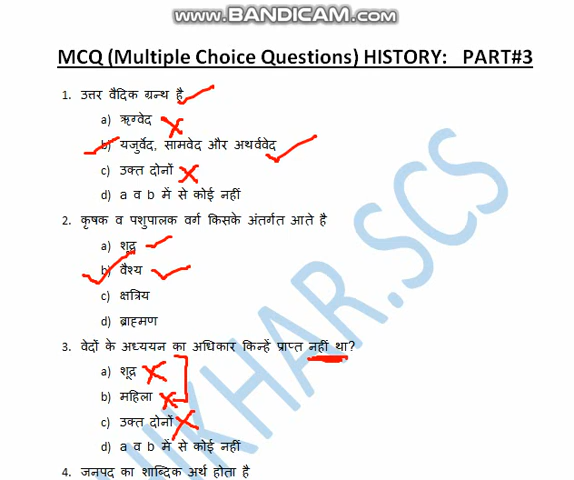 www.BANDICAM.com
MCQ (Multiple Choice Questions) HISTORY: PART#3
1. उत्तर वैदिक ग्रन्थ है
a) ऋग्वेद
b) यजुर्वेद, सामवेद और अथर्ववेद
c) उक्त दोनों
d) a व b में से कोई नहीं
2. कृषक व पशुपालक वर्ग किसके अंतर्गत आते है
a) शूद्र
b) वैश्य
c) क्षत्रिय
d) ब्राह्मण
3. वेदों के अध्ययन का अधिकार किन्हें प्राप्त नहीं था?
a) शूद्र
b) महिला
c) उक्त दोनों
d) a व b में से कोई नहीं
4. जनपद का शाब्दिक अर्थ होता है
NIKHAR.SCS